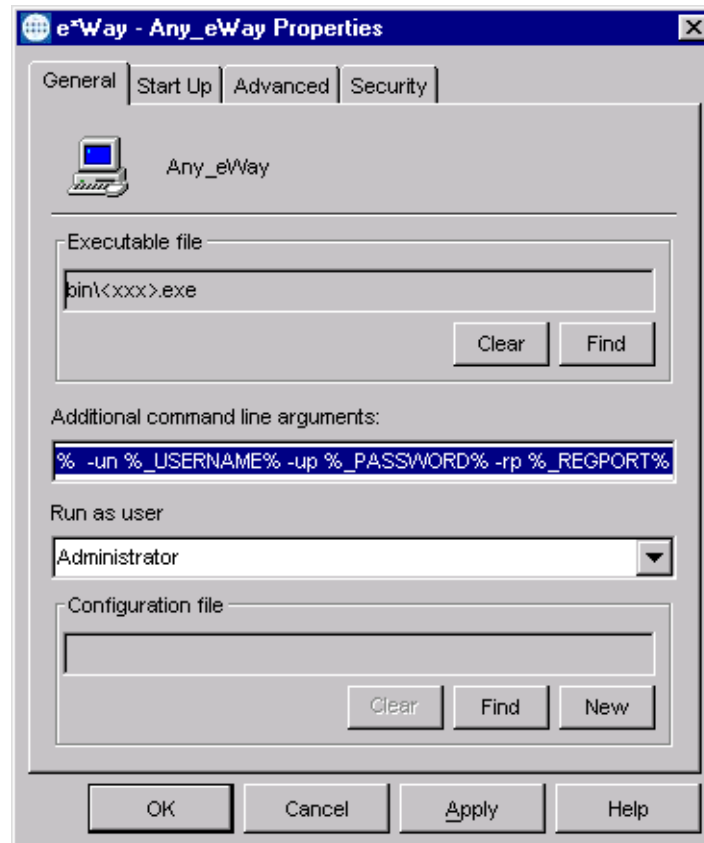 e*Way - Any_eWay Properties
General Start Up Advanced Security
Any_eWay
Executable file
bin\<xxx>.exe
Clear Find
Additional command line arguments:
% -un %_USERNAME% -up %_PASSWORD% -rp %_REGPORT%
Run as user
Administrator
Configuration file
Clear Find New
OK Cancel Apply Help